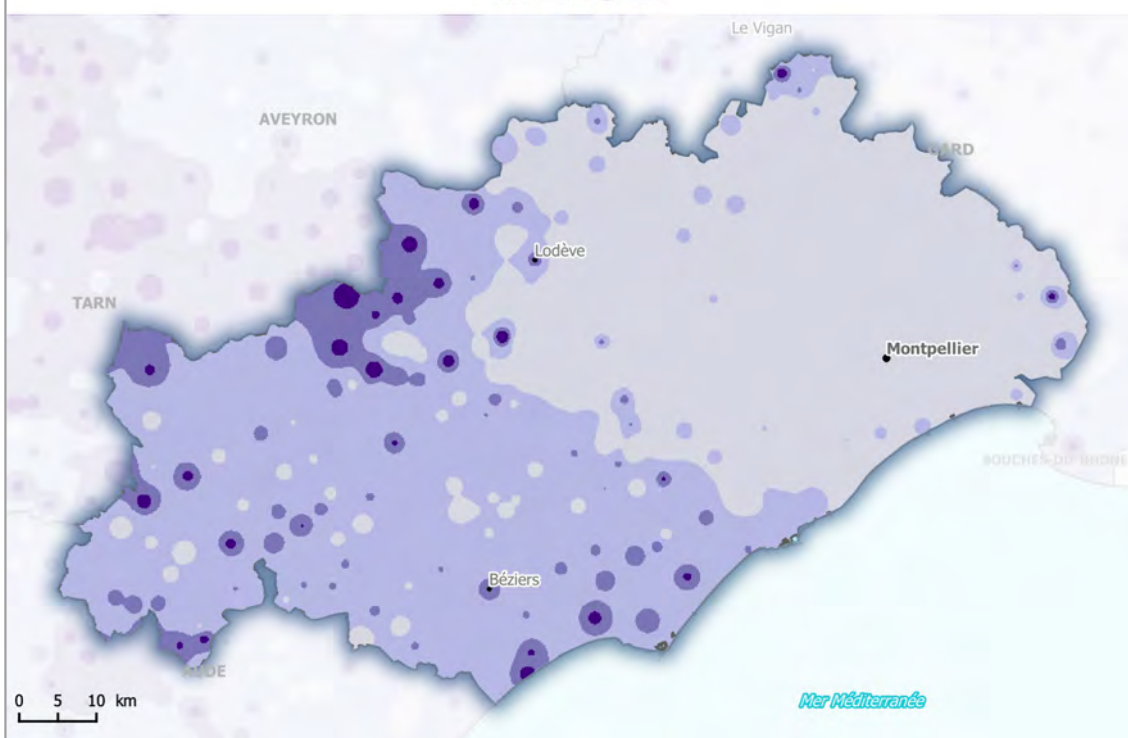 Le Vigan
AVEYRON
GARD
Lodève
TARN
Montpellier
BOUCHES-DU-RHÔNE
Béziers
AUDE
0 5 10 km
Mer Méditerranée